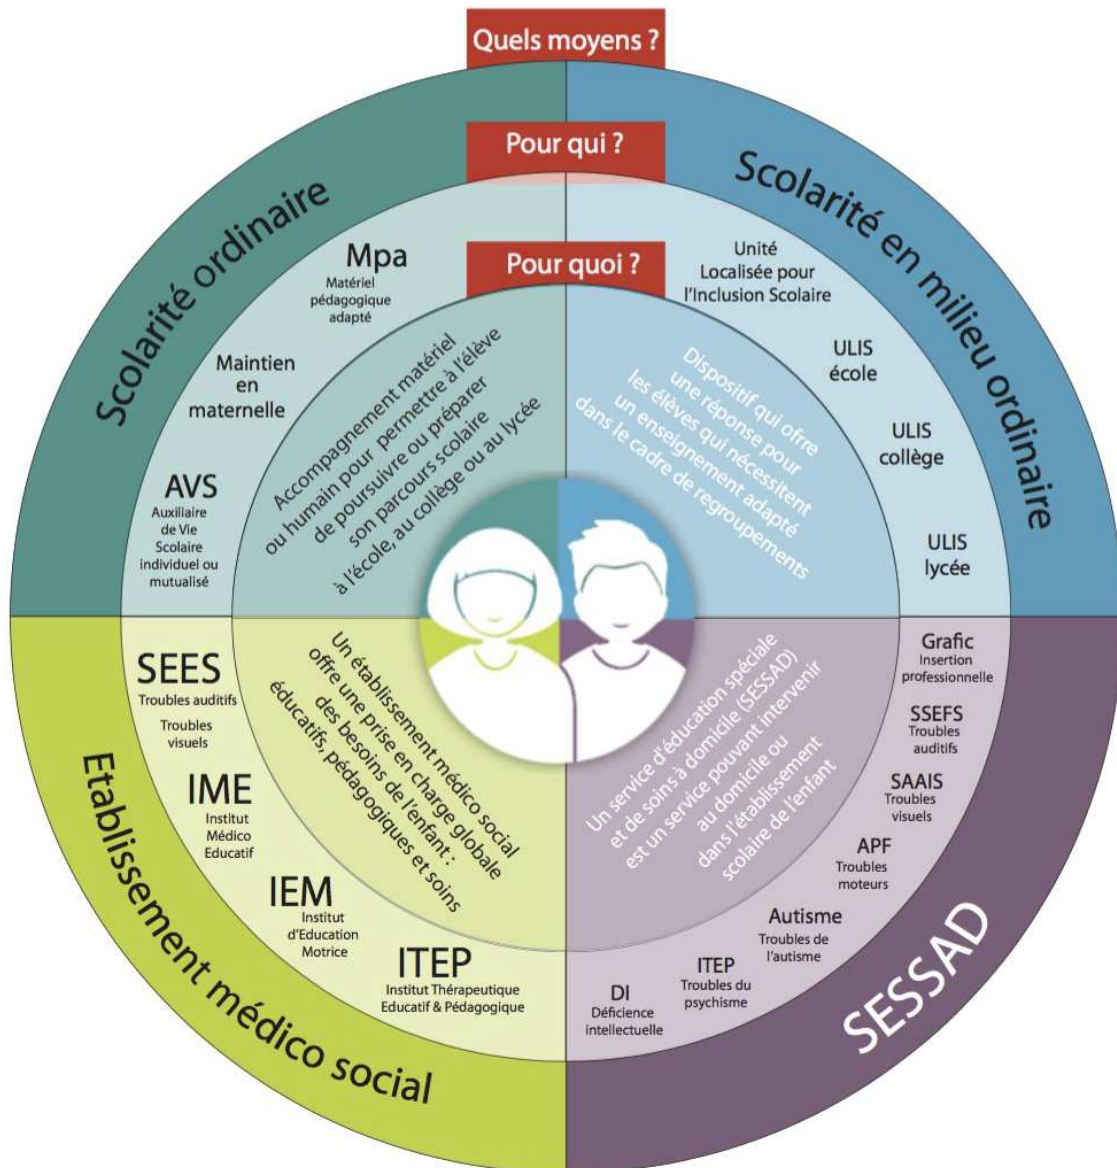 Quels moyens ?
Pour qui ?
Pour quoi ?
Scolarité ordinaire
Mpa
Matériel
pédagogique
adapté
Maintien
en
maternelle
AVS
Auxiliaire
de Vie
Scolaire
individuel ou
mutualisé
Accompagnement matériel
ou humain pour permettre à l'élève
de poursuivre ou préparer
son parcours scolaire
à l'école, au collège ou au lycée
Scolarité en milieu ordinaire
Unité
Localisée pour
l'Inclusion Scolaire
ULIS
école
ULIS
collège
ULIS
lycée
Dispositif qui offre
une réponse pour
les élèves qui nécessitent
un enseignement adapté
dans le cadre de regroupements
Etablissement médico social
SEES
Troubles auditifs
Troubles
visuels
IME
Institut
Médico
Educatif
IEM
Institut
d'Education
Motrice
ITEP
Institut Thérapeutique
Educatif & Pédagogique
Un établissement médico social
offre une prise en charge globale
des besoins de l'enfant :
éducatifs, pédagogiques et soins
SESSAD
Grafic
Insertion
professionnelle
SSEFS
Troubles
auditifs
SAAIS
Troubles
visuels
APF
Troubles
moteurs
Autisme
Troubles de
l'autisme
ITEP
Troubles du
psychisme
DI
Déficience
intellectuelle
Un service d'éducation spéciale
et de soins à domicile (SESSAD)
est un service pouvant intervenir
au domicile ou
dans l'établissement
scolaire de l'enfant